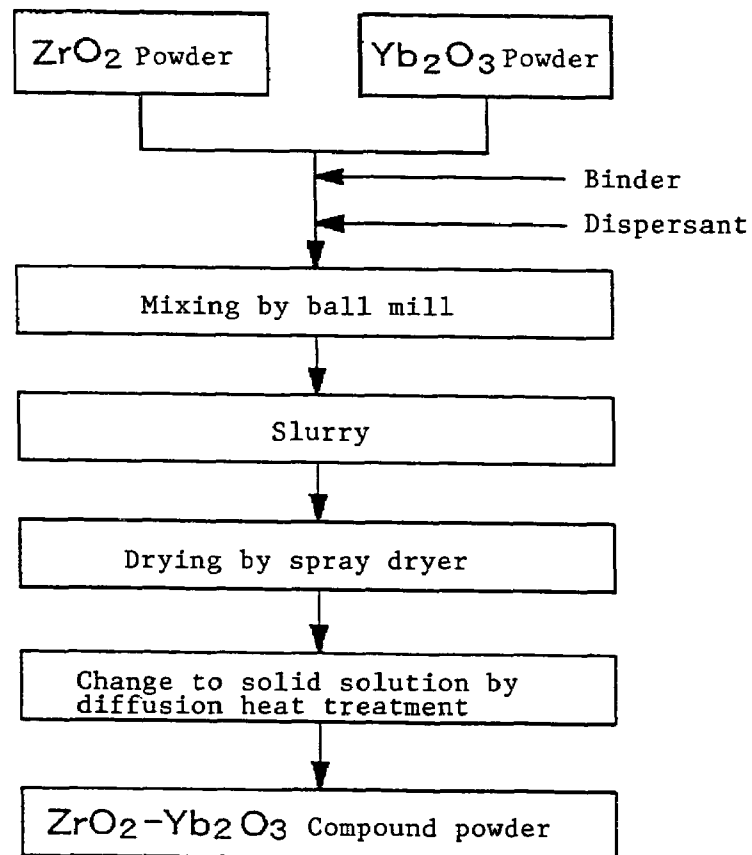 ZrO₂ Powder
Yb₂O₃ Powder
Binder
Dispersant
Mixing by ball mill
Slurry
Drying by spray dryer
Change to solid solution by
diffusion heat treatment
ZrO₂-Yb₂O₃ Compound powder